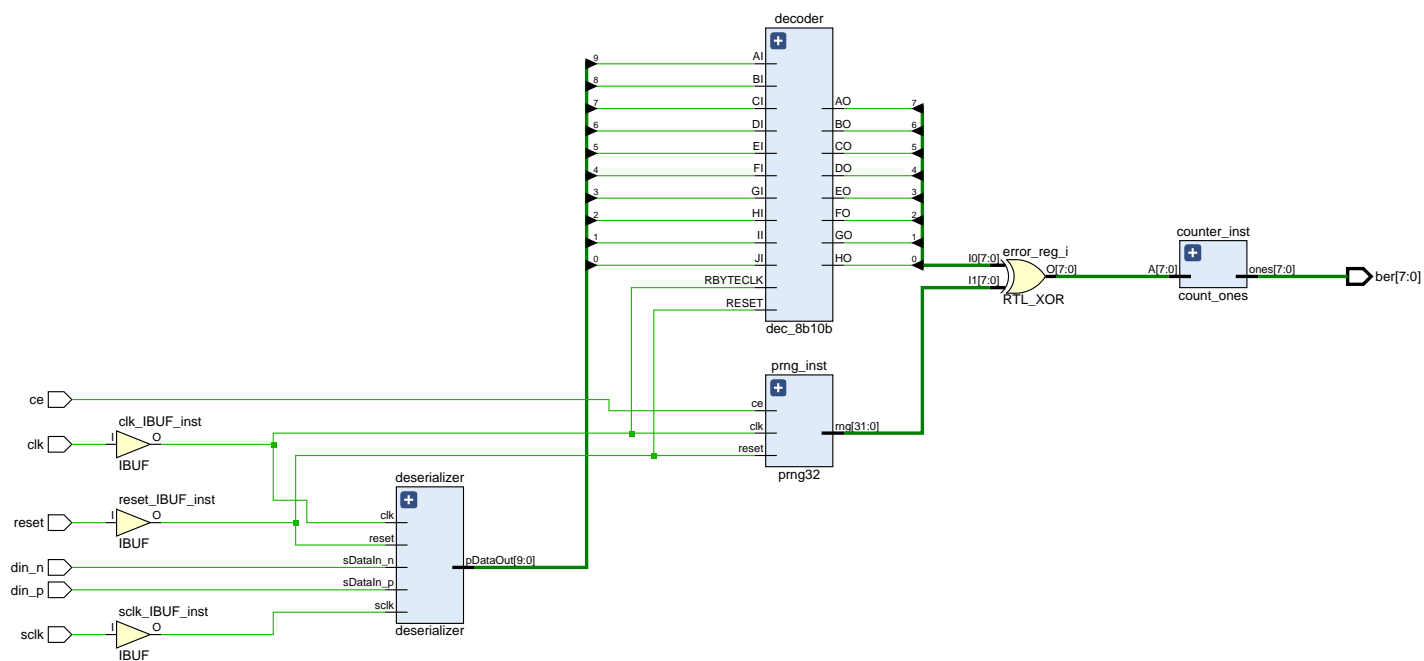 decoder
9 AI
8 BI
7 CI AO 7
6 DI BO 6
5 EI CO 5
4 FI DO 4
3 GI EO 3
2 HI FO 2
1 II GO 1
0 JI HO 0
RBYTECLK
RESET
dec_8b10b
error_reg_i
I0[7:0] O[7:0]
I1[7:0]
RTL_XOR
counter_inst
A[7:0] ones[7:0] ber[7:0]
count_ones
prng_inst
ce ce
clk_IBUF_inst
clk I O clk rng[31:0]
IBUF reset
prng32
deserializer
reset_IBUF_inst
reset I O clk
IBUF reset
din_n sDataIn_n pDataOut[9:0]
din_p sDataIn_p
sclk_IBUF_inst sclk
sclk I O deserializer
IBUF